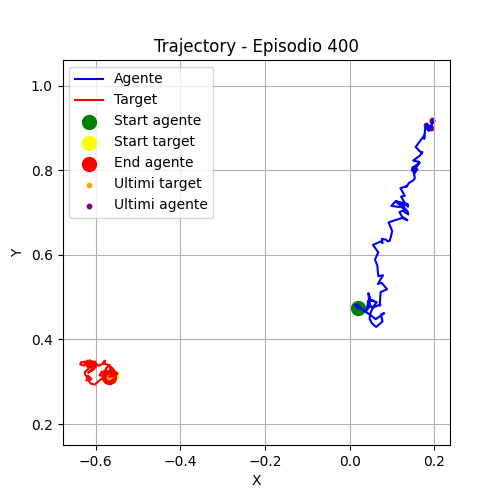 Trajectory - Episodio 400
Agente
Target
Start agente
Start target
End agente
Ultimi target
Ultimi agente
Y
1.0
0.8
0.6
0.4
0.2
−0.6
−0.4
−0.2
0.0
0.2
X